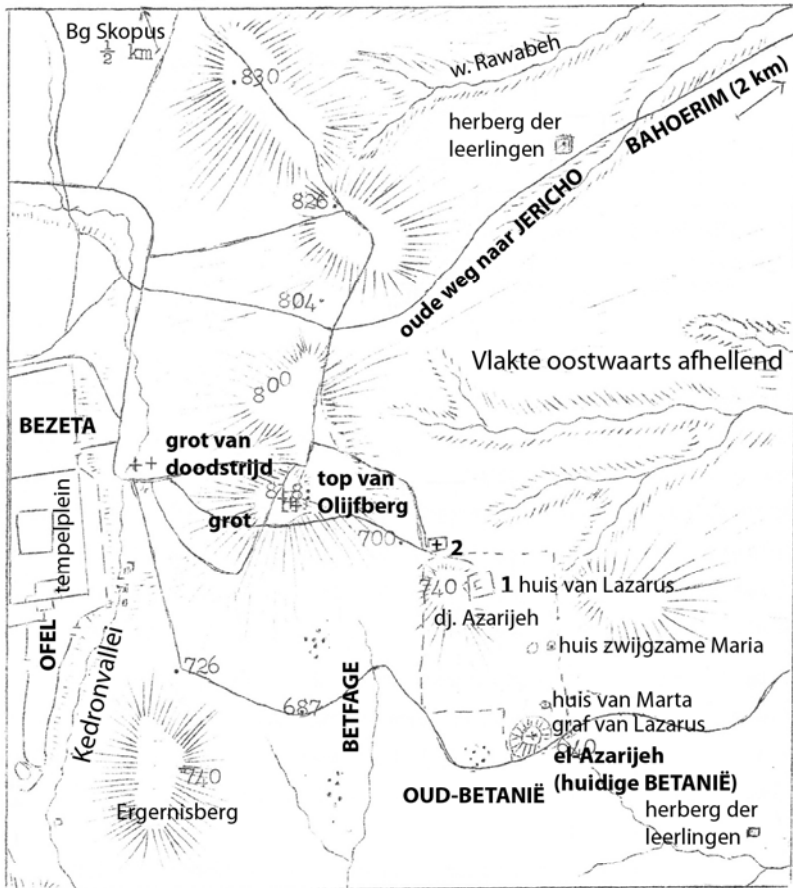 Bg Skopus
½ km
830
w. Rawabeh
herberg der
leerlingen
BAHOERIM (2 km)
oude weg naar JERICHO
826
804
800
Vlakte oostwaarts afhellend
BEZETA
grot van
doodstrijd
top van
Olijfberg
848
grot
tempelplein
700
2
740
1 huis van Lazarus
dj. Azarijeh
OFEL
Kedronvallei
huis zwijgzame Maria
726
687
BETFAGE
huis van Marta
graf van Lazarus
640
el-Azarijeh
(huidige BETANIË)
OUD-BETANIË
740
Ergernisberg
herberg der
leerlingen